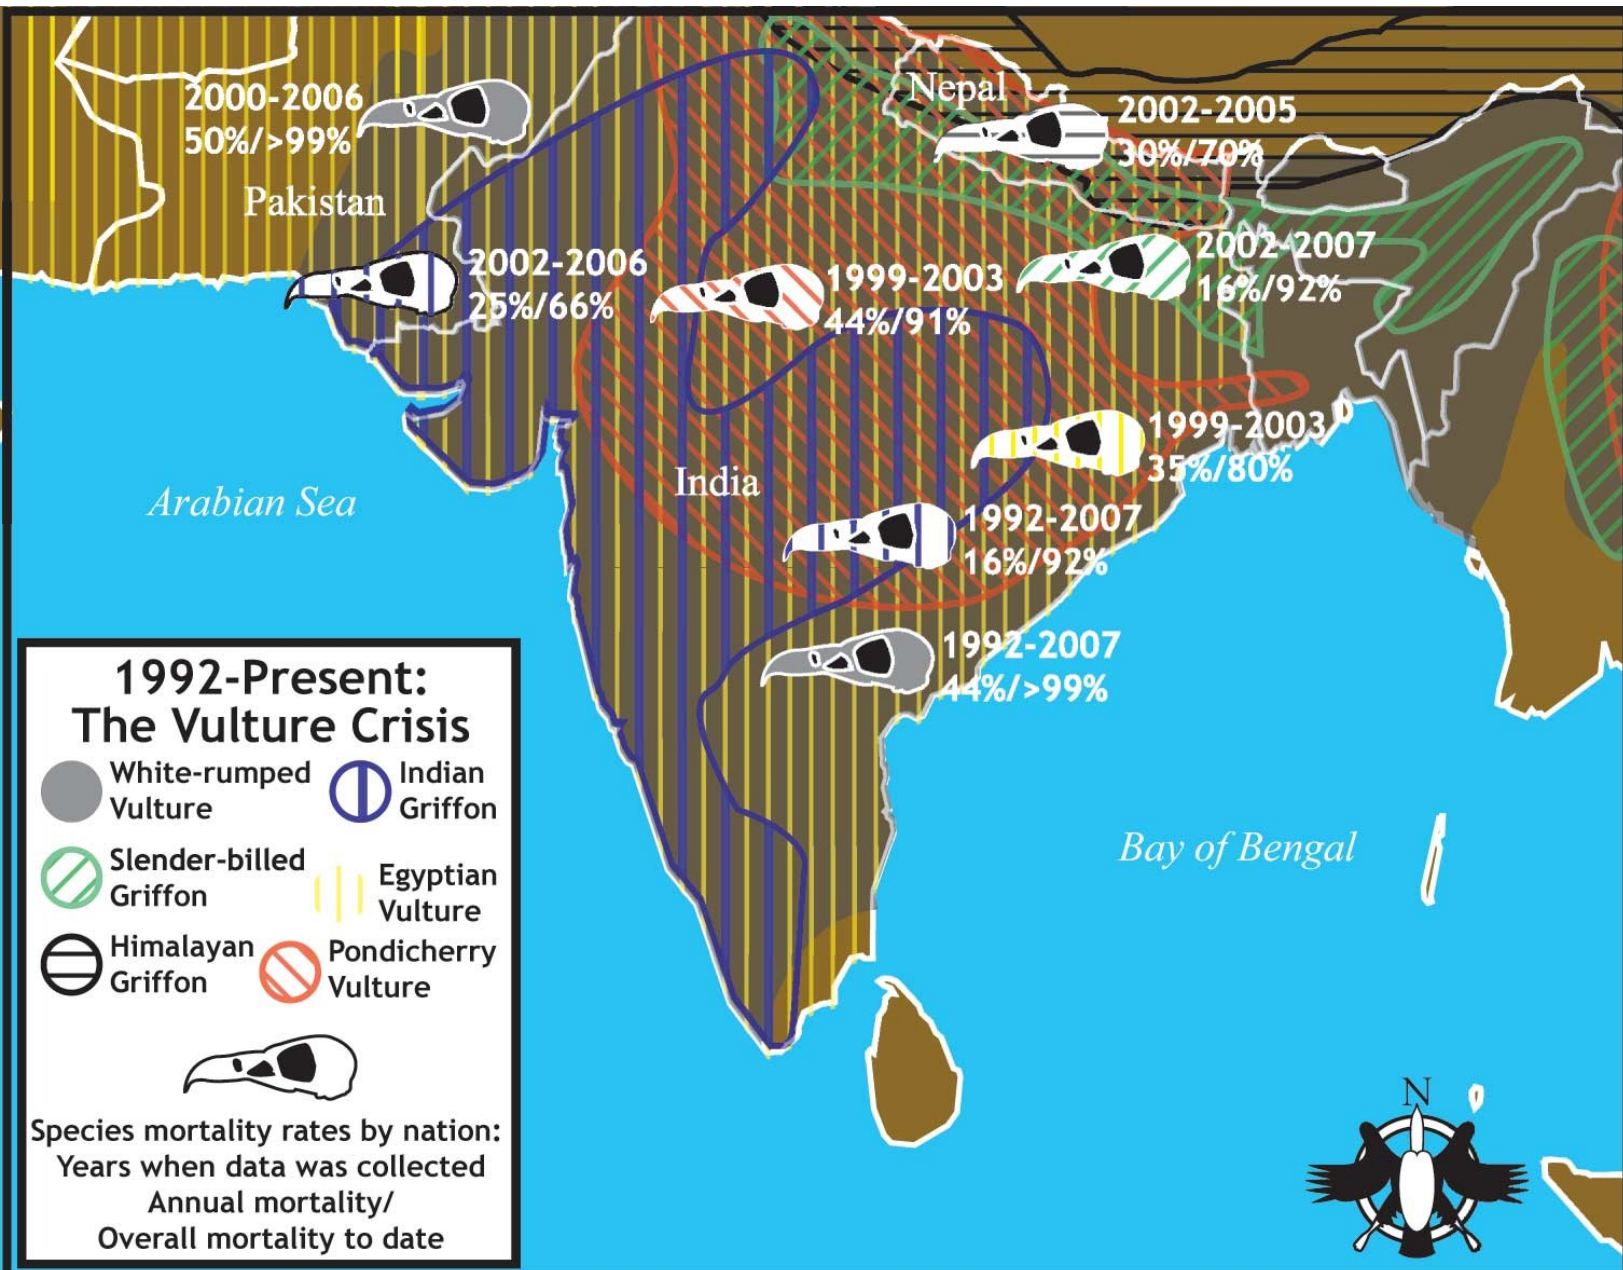 Nepal
2000-2006
50%/>99%
2002-2005
30%/70%
Pakistan
2002-2006
25%/66%
1999-2003
44%/91%
2002-2007
16%/92%
1999-2003
35%/80%
India
Arabian Sea
1992-2007
16%/92%
1992-2007
44%/>99%
1992-Present:
The Vulture Crisis
White-rumped
Vulture
Indian
Griffon
Slender-billed
Griffon
Egyptian
Vulture
Himalayan
Griffon
Pondicherry
Vulture
Species mortality rates by nation:
Years when data was collected
Annual mortality/
Overall mortality to date
Bay of Bengal
N